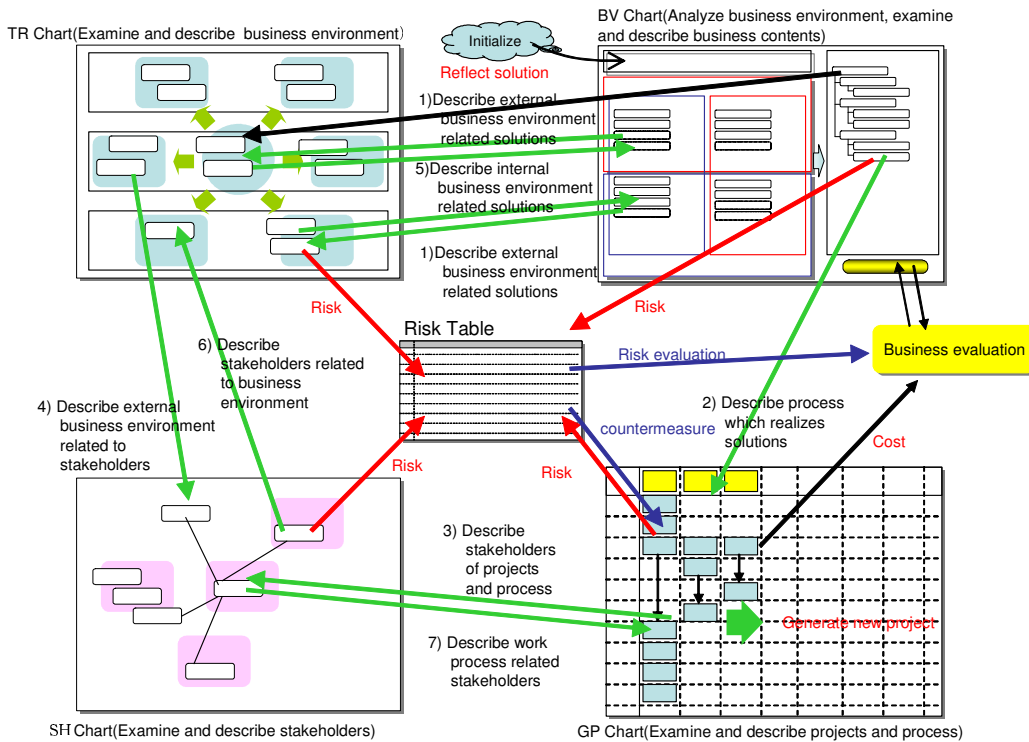 TR Chart(Examine and describe business environment)
Initialize
Reflect solution
BV Chart(Analyze business environment, examine
and describe business contents)
1)Describe external
business environment
related solutions
5)Describe internal
business environment
related solutions
1)Describe external
business environment
related solutions
Risk
Risk
Risk Table
Risk evaluation
Business evaluation
6) Describe
stakeholders related
to business
environment
4) Describe external
business environment
related to
stakeholders
2) Describe process
which realizes
solutions
countermeasure
Cost
Risk
Risk
3) Describe
stakeholders
of projects
and process
Generate new project
7) Describe work
process related
stakeholders
SH Chart(Examine and describe stakeholders)
GP Chart(Examine and describe projects and process)